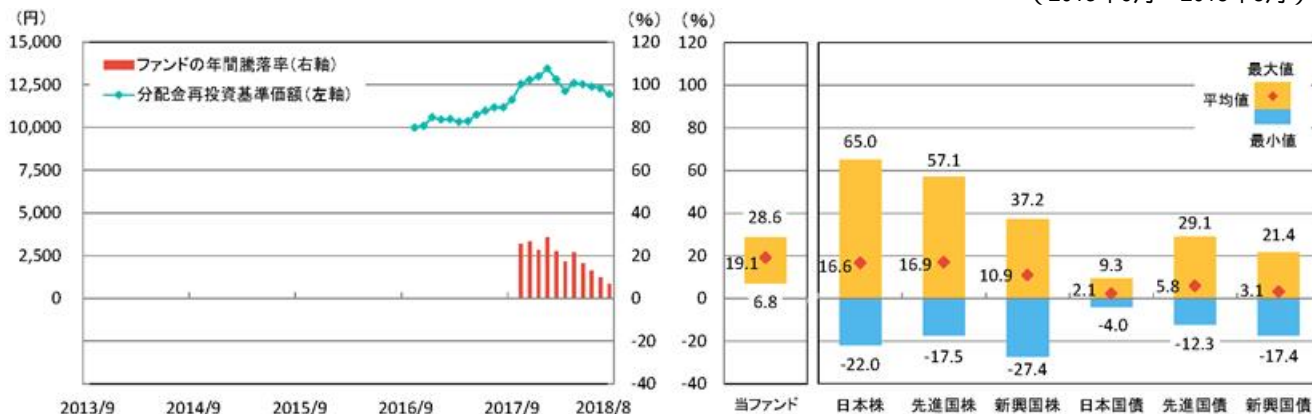 (円)
(%)
(%)
15,000
12,500
10,000
7,500
5,000
2,500
0
ファンドの年間騰落率(右軸)
分配金再投資基準価額(左軸)
120
100
80
60
40
20
0
-20
-40
2013/9 2014/9 2015/9 2016/9 2017/9 2018/8
120
100
80
60
40
20
0
-20
-40
28.6
19.1
6.8
当ファンド
最大値
平均値
最小値
65.0 57.1 37.2 9.3 29.1 21.4
16.6 16.9 10.9 2.1 5.8 3.1
-22.0 -17.5 -27.4 -4.0 -12.3 -17.4
日本株 先進国株 新興国株 日本国債 先進国債 新興国債